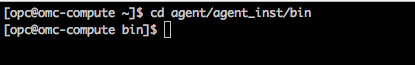 [opc@omc-compute ~]$ cd agent/agent_inst/bin
[opc@omc-compute bin]$